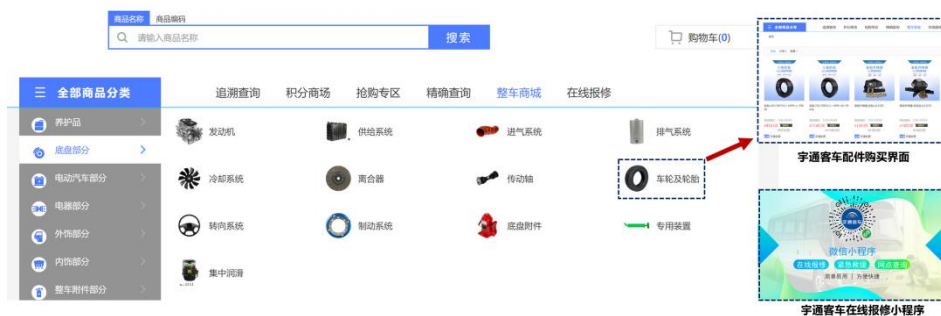 商品名称 商品编码
请输入商品名称
搜索
购物车(0)
全部商品分类
追溯查询 积分商场 抢购专区 精确查询 整车商城 在线报修
养护品
底盘部分
电动汽车部分
电器部分
外饰部分
内饰部分
整车附件部分
发动机 供给系统 进气系统 排气系统
冷却系统 离合器 传动轴 车轮及轮胎
转向系统 制动系统 底盘附件 专用装置
集中润滑
全部商品分类
宇通客车配件购买界面
微信小程序
在线报修 紧急救援 网点查询
简单易用 | 方便快捷
宇通客车在线报修小程序